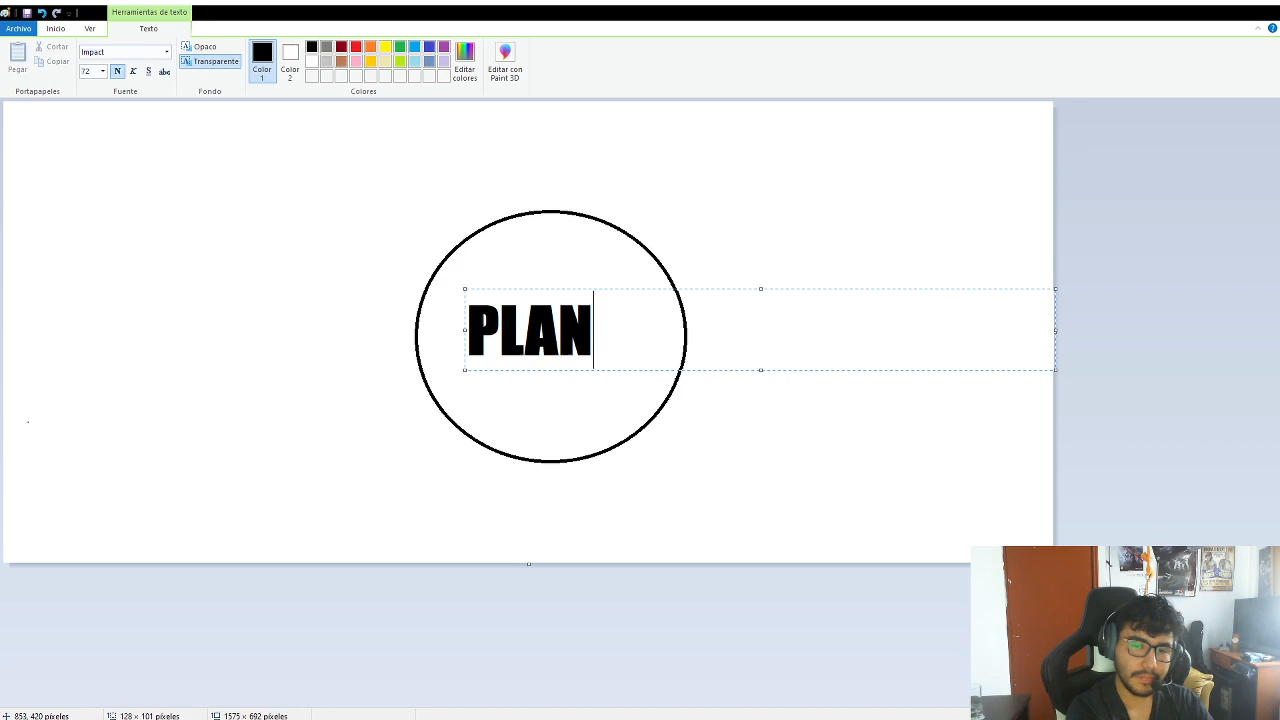 Herramientas de texto
Archivo Inicio Ver Texto
Pegar
Cortar
Copiar
Portapapeles
Impact
72 N K S abc
Fuente
Opaco
Transparente
Fondo
Color 1
Color 2
Editar colores
Colores
Editar con Paint 3D
PLAN
853, 420 píxeles 128 × 101 píxeles 1575 × 692 píxeles